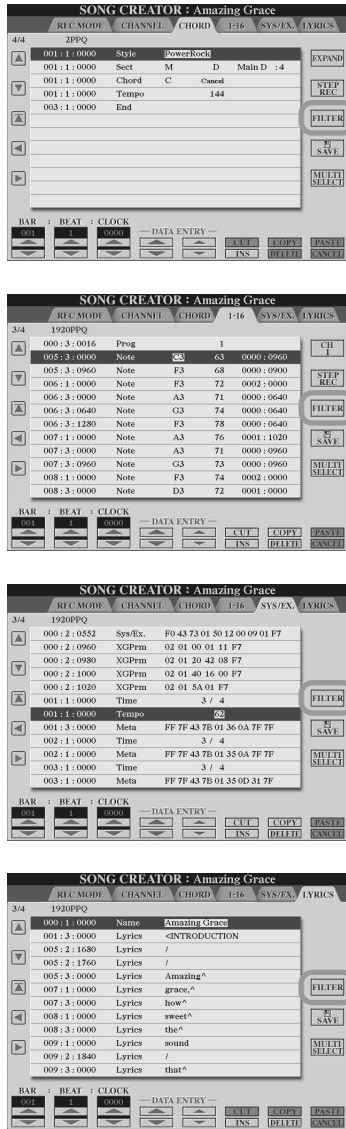 SONG CREATOR : Amazing Grace
REC MODE CHANNEL CHORD 1-16 SYS/EX. LYRICS
4/4 2PPQ
001 : 1 : 0000 Style PowerRock
EXPAND
001 : 1 : 0000 Sect M D Main D : 4
001 : 1 : 0000 Chord C Cancel
STEP REC
001 : 1 : 0000 Tempo 144
003 : 1 : 0000 End
FILTER
SAVE
MULTI SELECT
BAR : BEAT : CLOCK
001 1 0000 DATA ENTRY
CUT COPY PASTE
INS DELETE CANCEL
SONG CREATOR : Amazing Grace
REC MODE CHANNEL CHORD 1-16 SYS/EX. LYRICS
3/4 1920PPQ
000 : 3 : 0016 Prog 1
CH 1
005 : 3 : 0000 Note C3 63 0000 : 0960
005 : 3 : 0960 Note F3 68 0000 : 0900
STEP REC
006 : 1 : 0000 Note F3 72 0002 : 0000
006 : 3 : 0000 Note A3 71 0000 : 0640
006 : 3 : 0640 Note G3 74 0000 : 0640
FILTER
006 : 3 : 1280 Note F3 78 0000 : 0640
007 : 1 : 0000 Note A3 76 0001 : 1020
SAVE
007 : 3 : 0000 Note A3 71 0000 : 0960
007 : 3 : 0960 Note G3 73 0000 : 0960
MULTI SELECT
008 : 1 : 0000 Note F3 74 0002 : 0000
008 : 3 : 0000 Note D3 72 0001 : 0000
BAR : BEAT : CLOCK
001 1 0000 DATA ENTRY
CUT COPY PASTE
INS DELETE CANCEL
SONG CREATOR : Amazing Grace
REC MODE CHANNEL CHORD 1-16 SYS/EX. LYRICS
3/4 1920PPQ
000 : 2 : 0552 Sys/Ex. F0 43 73 01 50 12 00 09 01 F7
000 : 2 : 0960 XGPrm 02 01 00 01 11 F7
000 : 2 : 0980 XGPrm 02 01 20 42 08 F7
000 : 2 : 1000 XGPrm 02 01 40 16 00 F7
000 : 2 : 1020 XGPrm 02 01 5A 01 F7
001 : 1 : 0000 Time 3 / 4
FILTER
001 : 1 : 0000 Tempo 62
001 : 3 : 0000 Meta FF 7F 43 7B 01 36 0A 7F 7F
SAVE
002 : 1 : 0000 Time 3 / 4
002 : 1 : 0000 Meta FF 7F 43 7B 01 35 0A 7F 7F
MULTI SELECT
003 : 1 : 0000 Time 3 / 4
003 : 1 : 0000 Meta FF 7F 43 7B 01 35 0D 31 7F
BAR : BEAT : CLOCK
001 1 0000 DATA ENTRY
CUT COPY PASTE
INS DELETE CANCEL
SONG CREATOR : Amazing Grace
REC MODE CHANNEL CHORD 1-16 SYS/EX. LYRICS
3/4 1920PPQ
000 : 1 : 0000 Name Amazing Grace
001 : 3 : 0000 Lyrics <INTRODUCTION
005 : 2 : 1680 Lyrics /
005 : 2 : 1760 Lyrics /
005 : 3 : 0000 Lyrics Amazing^
007 : 1 : 0000 Lyrics grace,^
FILTER
007 : 3 : 0000 Lyrics how^
008 : 1 : 0000 Lyrics sweet^
SAVE
008 : 3 : 0000 Lyrics the^
009 : 1 : 0000 Lyrics sound
MULTI SELECT
009 : 2 : 1840 Lyrics /
009 : 3 : 0000 Lyrics that^
BAR : BEAT : CLOCK
001 1 0000 DATA ENTRY
CUT COPY PASTE
INS DELETE CANCEL